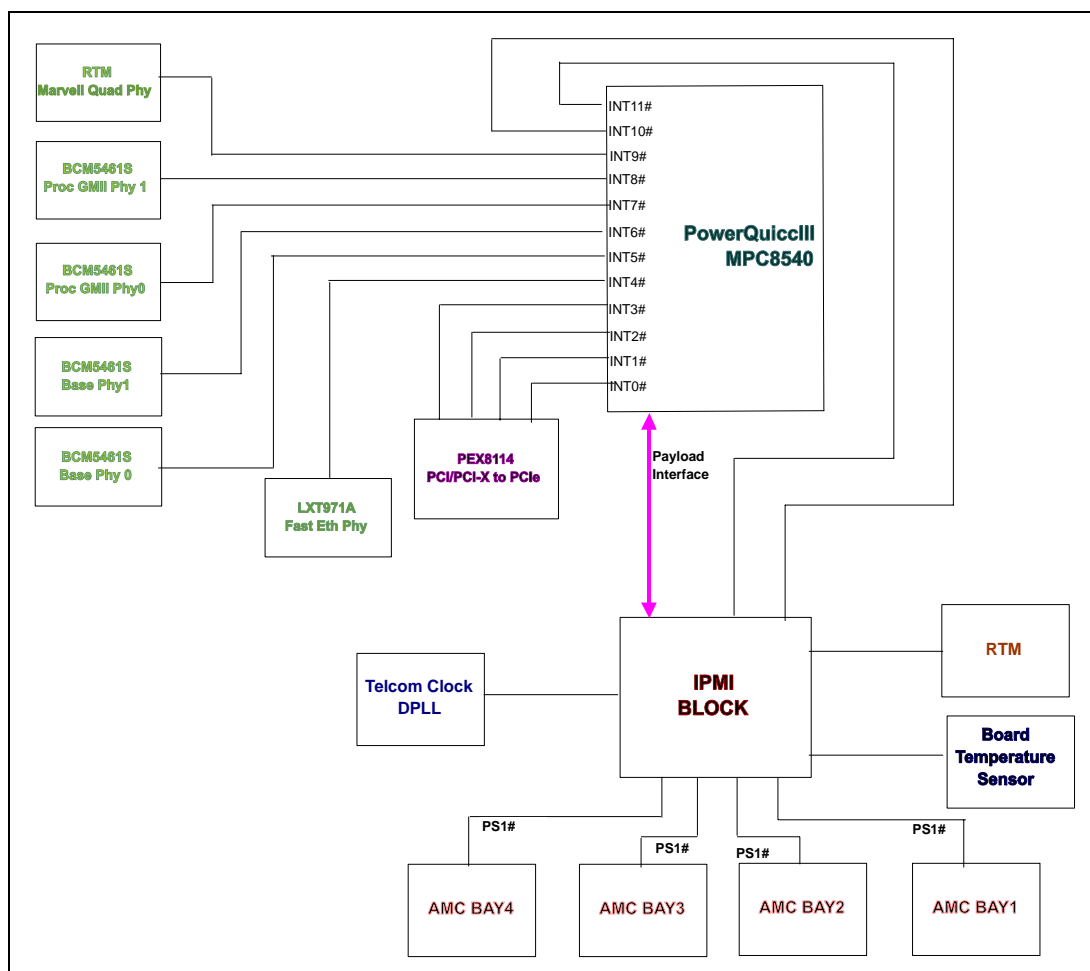 RTM
Marvell Quad Phy
BCM5461S
Proc GMII Phy 1
BCM5461S
Proc GMII Phy0
BCM5461S
Base Phy1
BCM5461S
Base Phy 0
LXT971A
Fast Eth Phy
PEX8114
PCI/PCI-X to PCIe
INT11#
INT10#
INT9#
INT8#
INT7#
INT6#
INT5#
INT4#
INT3#
INT2#
INT1#
INT0#
PowerQuiccIII
MPC8540
Payload
Interface
Telcom Clock
DPLL
IPMI
BLOCK
RTM
Board
Temperature
Sensor
PS1#
PS1#
PS1#
PS1#
AMC BAY4
AMC BAY3
AMC BAY2
AMC BAY1